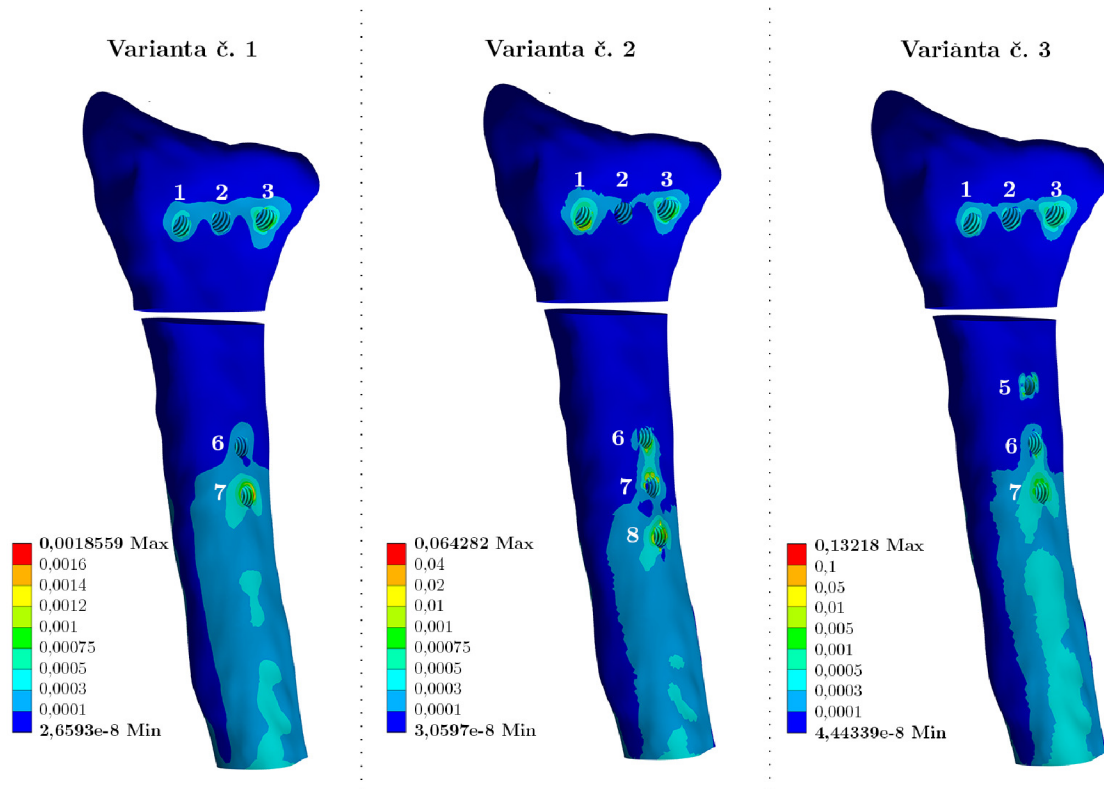 Varianta č. 1
1 2 3
6
7
0,0018559 Max
0,0016
0,0014
0,0012
0,001
0,00075
0,0005
0,0003
0,0001
2,6593e-8 Min
Varianta č. 2
1 2 3
6
7
8
0,064282 Max
0,04
0,02
0,01
0,001
0,00075
0,0005
0,0003
0,0001
3,0597e-8 Min
Varianta č. 3
1 2 3
5
6
7
0,13218 Max
0,1
0,05
0,01
0,005
0,001
0,0005
0,0003
0,0001
4,44339e-8 Min